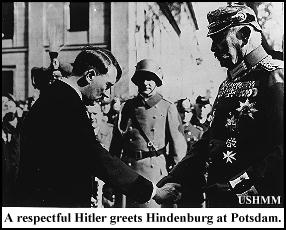 USHMM
A respectful Hitler greets Hindenburg at Potsdam.